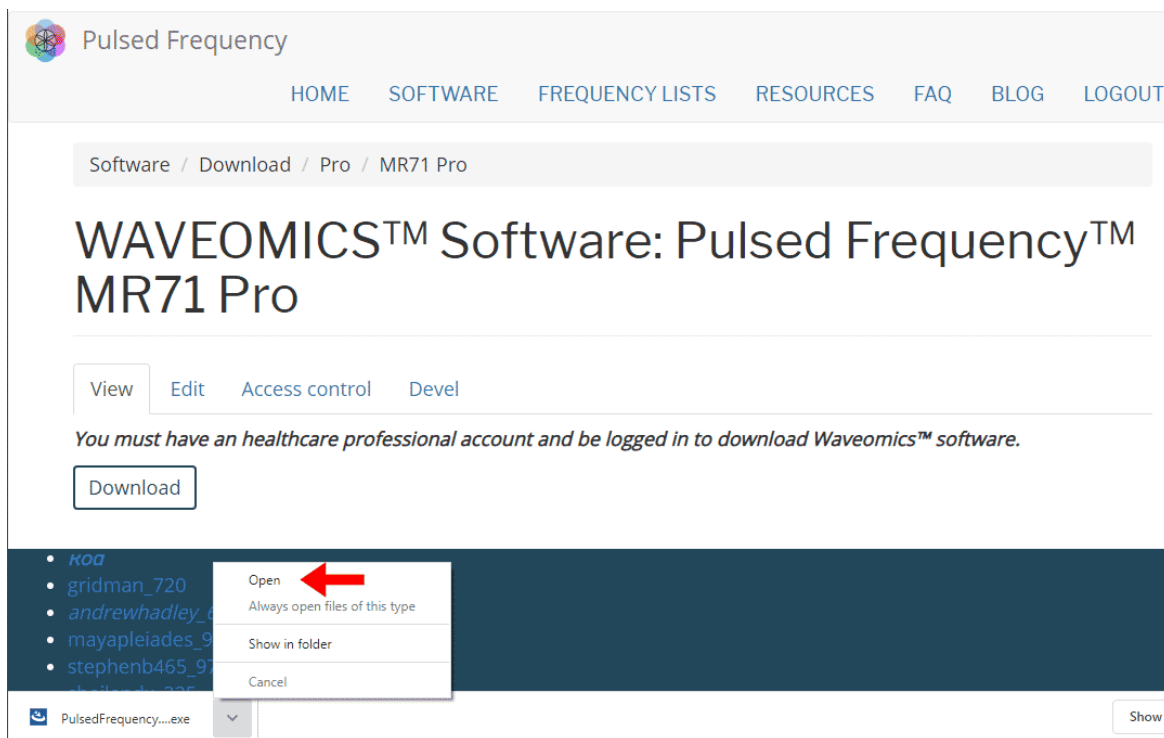 Pulsed Frequency
HOME SOFTWARE FREQUENCY LISTS RESOURCES FAQ BLOG LOGOUT
Software / Download / Pro / MR71 Pro
WAVEOMICS™ Software: Pulsed Frequency™
MR71 Pro
View Edit Access control Devel
You must have an healthcare professional account and be logged in to download Waveomics™ software.
Download
Rod
gridman_720
Open
andrewhadley_
Always open files of this type
mayapleiades_9
Show in folder
stephenb465_97
Cancel
PulsedFrequency....exe
Show